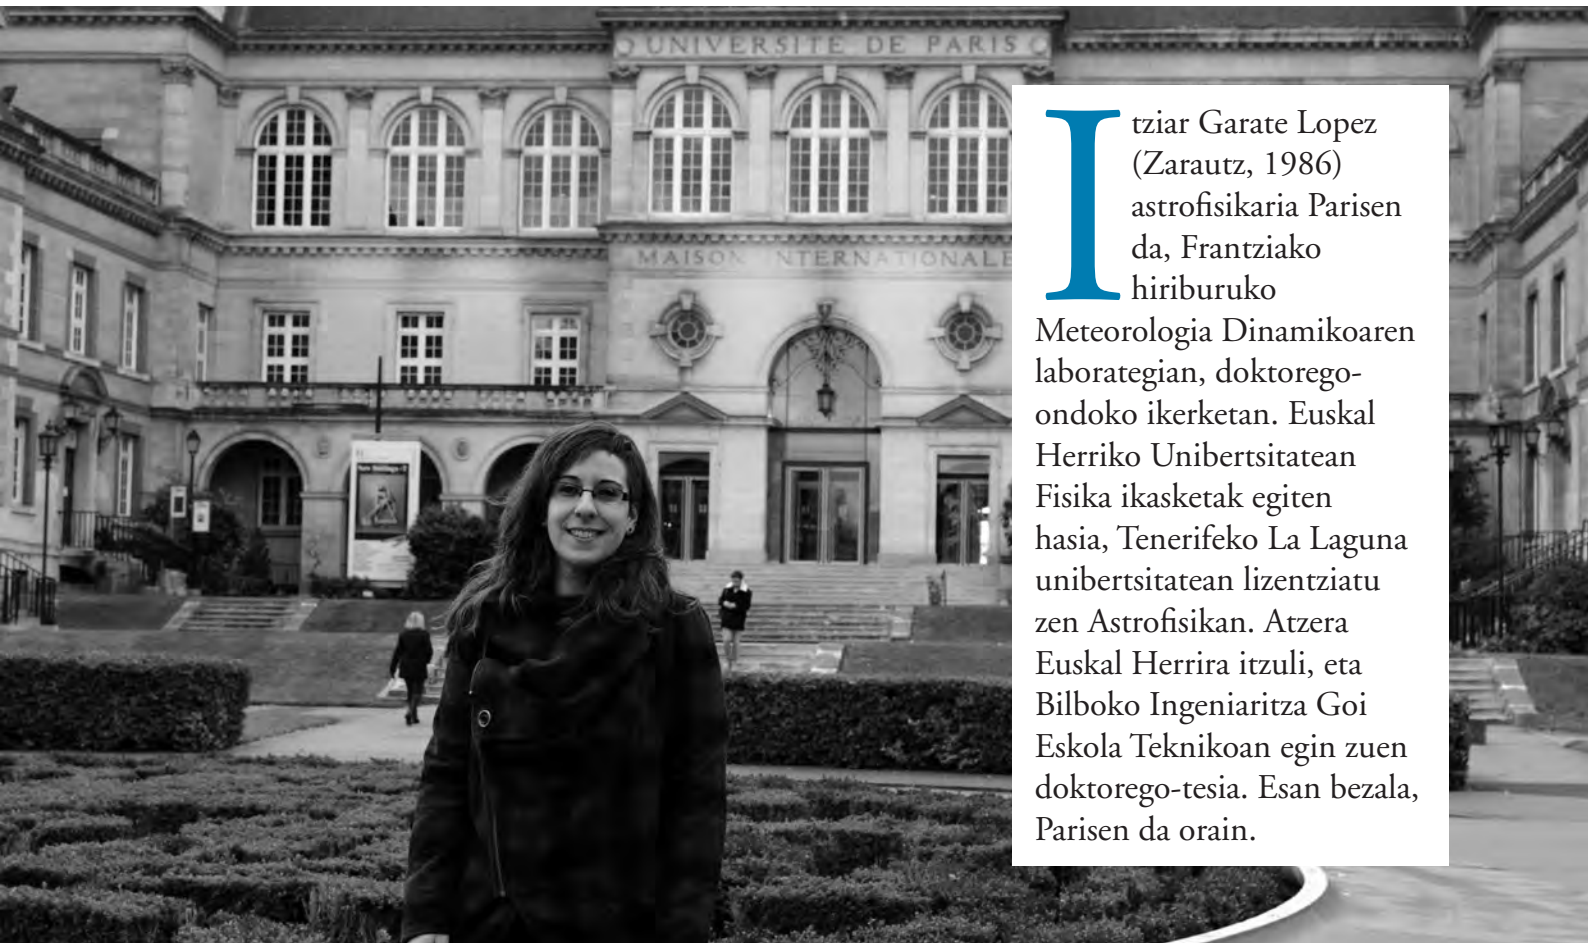 UNIVERSITE DE PARIS
MAISON INTERNATIONALE
Itziar Garate Lopez
(Zarautz, 1986)
astrofisikaria Parisen
da, Frantziako
hiriburuko
Meteorologia Dinamikoaren
laborategian, doktorego-
ondoko ikerketan. Euskal
Herriko Unibertsitatean
Fisika ikasketak egiten
hasia, Tenerifeko La Laguna
unibertsitatean lizentziatu
zen Astrofisikan. Atzera
Euskal Herrira itzuli, eta
Bilboko Ingeniaritza Goi
Eskola Teknikoan egin zuen
doktorego-tesia. Esan bezala,
Parisen da orain.